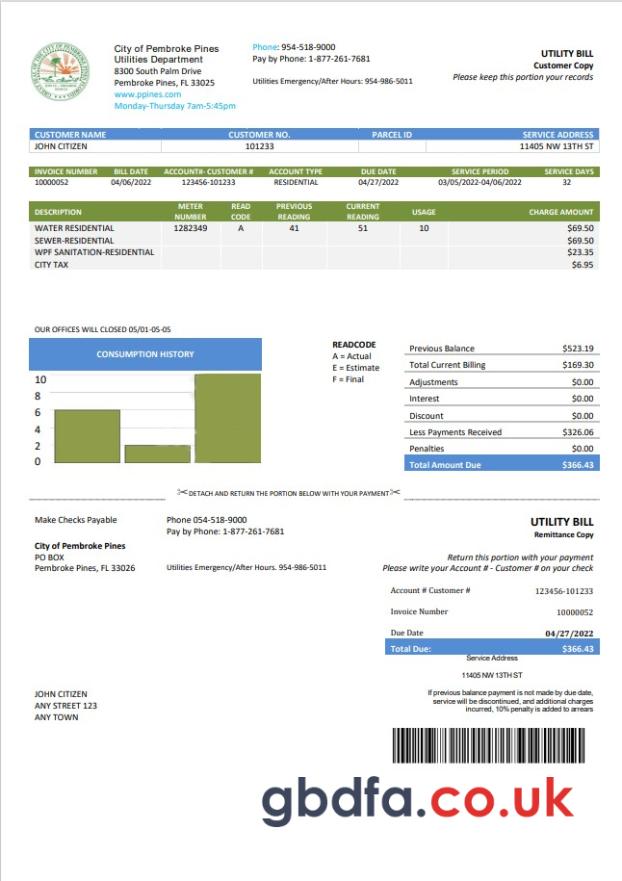 City of Pembroke Pines
Utilities Department
8300 South Palm Drive
Pembroke Pines, FL 33025
www.ppines.com
Monday-Thursday 7am-5:45pm
Phone: 954-518-9000
Pay by Phone: 1-877-261-7681
Utilities Emergency/After Hours: 954-986-5011
UTILITY BILL
Customer Copy
Please keep this portion your records
CUSTOMER NAME CUSTOMER NO. PARCEL ID SERVICE ADDRESS
JOHN CITIZEN 101233 11405 NW 13TH ST
INVOICE NUMBER BILL DATE ACCOUNT#- CUSTOMER # ACCOUNT TYPE DUE DATE SERVICE PERIOD SERVICE DAYS
10000052 04/06/2022 123456-101233 RESIDENTIAL 04/27/2022 03/05/2022-04/06/2022 32
DESCRIPTION METER NUMBER READ CODE PREVIOUS READING CURRENT READING USAGE CHARGE AMOUNT
WATER RESIDENTIAL 1282349 A 41 51 10 $69.50
SEWER-RESIDENTIAL $69.50
WPF SANITATION-RESIDENTIAL $23.35
CITY TAX $6.95
OUR OFFICES WILL CLOSED 05/01-05-05
CONSUMPTION HISTORY
10
8
6
4
2
0
READCODE
A = Actual
E = Estimate
F = Final
Previous Balance $523.19
Total Current Billing $169.30
Adjustments $0.00
Interest $0.00
Discount $0.00
Less Payments Received $326.06
Penalties $0.00
Total Amount Due $366.43
DETACH AND RETURN THE PORTION BELOW WITH YOUR PAYMENT
Make Checks Payable
City of Pembroke Pines
PO BOX
Pembroke Pines, FL 33026
Phone 054-518-9000
Pay by Phone: 1-877-261-7681
Utilities Emergency/After Hours. 954-986-5011
UTILITY BILL
Remittance Copy
Return this portion with your payment
Please write your Account # - Customer # on your check
Account # Customer # 123456-101233
Invoice Number 10000052
Due Date 04/27/2022
Total Due: $366.43
Service Address
11405 NW 13TH ST
If previous balance payment is not made by due date,
service will be discontinued, and additional charges
incurred, 10% penalty is added to arrears
JOHN CITIZEN
ANY STREET 123
ANY TOWN
gbdfa.co.uk